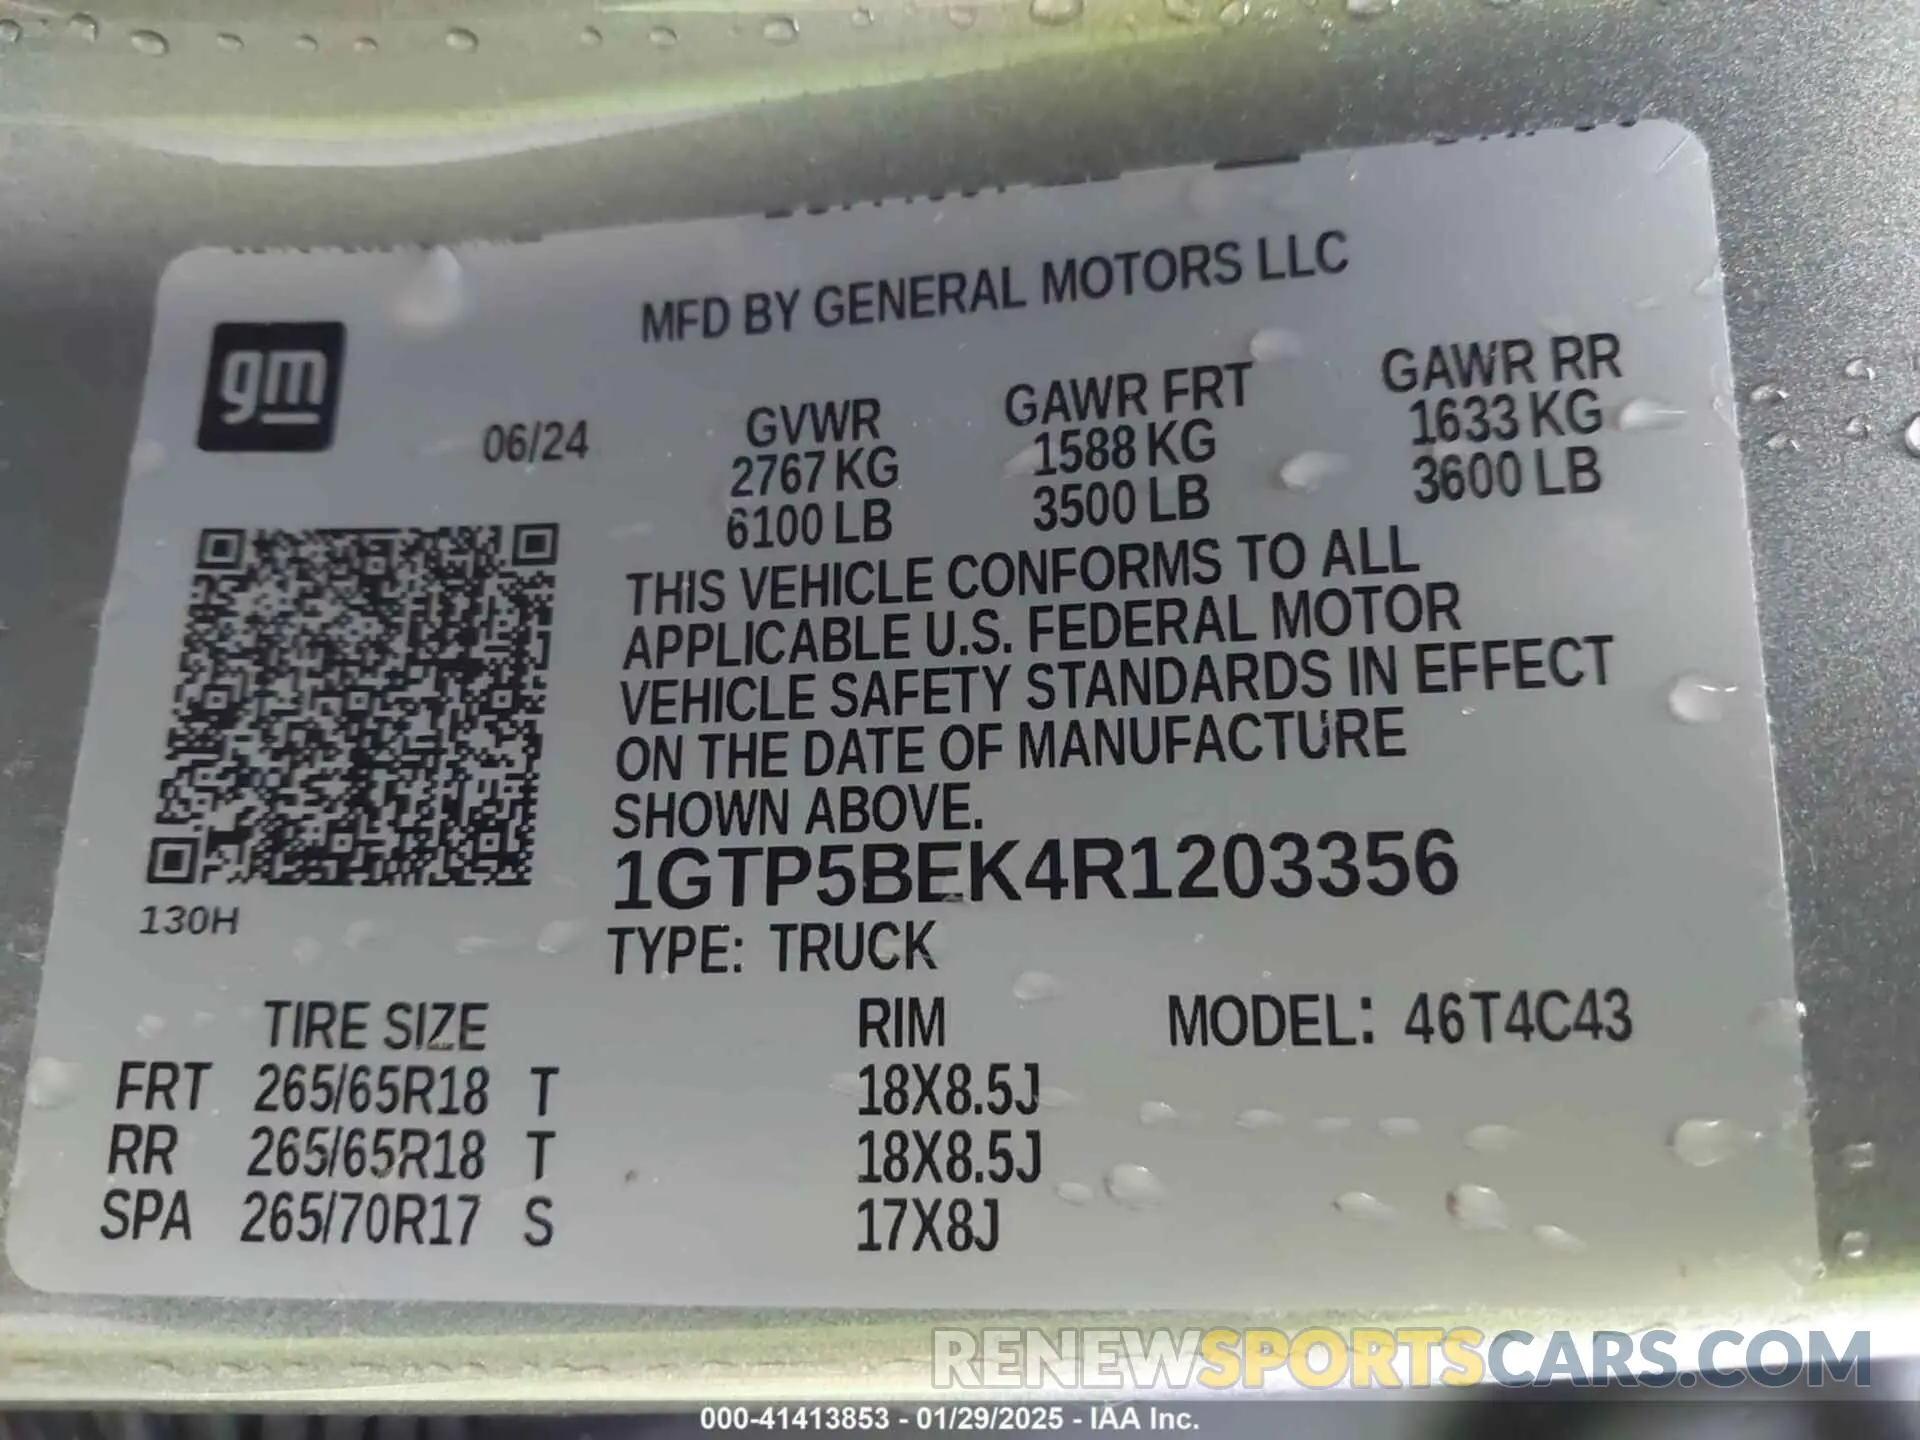 MFD BY GENERAL MOTORS LLC
gm
06/24
GVWR
2767 KG
6100 LB
GAWR FRT
1588 KG
3500 LB
GAWR RR
1633 KG
3600 LB
THIS VEHICLE CONFORMS TO ALL
APPLICABLE U.S. FEDERAL MOTOR
VEHICLE SAFETY STANDARDS IN EFFECT
ON THE DATE OF MANUFACTURE
SHOWN ABOVE.
1GTP5BEK4R1203356
130H
TYPE: TRUCK
TIRE SIZE RIM MODEL: 46T4C43
FRT 265/65R18 T 18X8.5J
RR 265/65R18 T 18X8.5J
SPA 265/70R17 S 17X8J
RENEWSPORTSCARS.COM
000-41413853 - 01/29/2025 - IAA Inc.